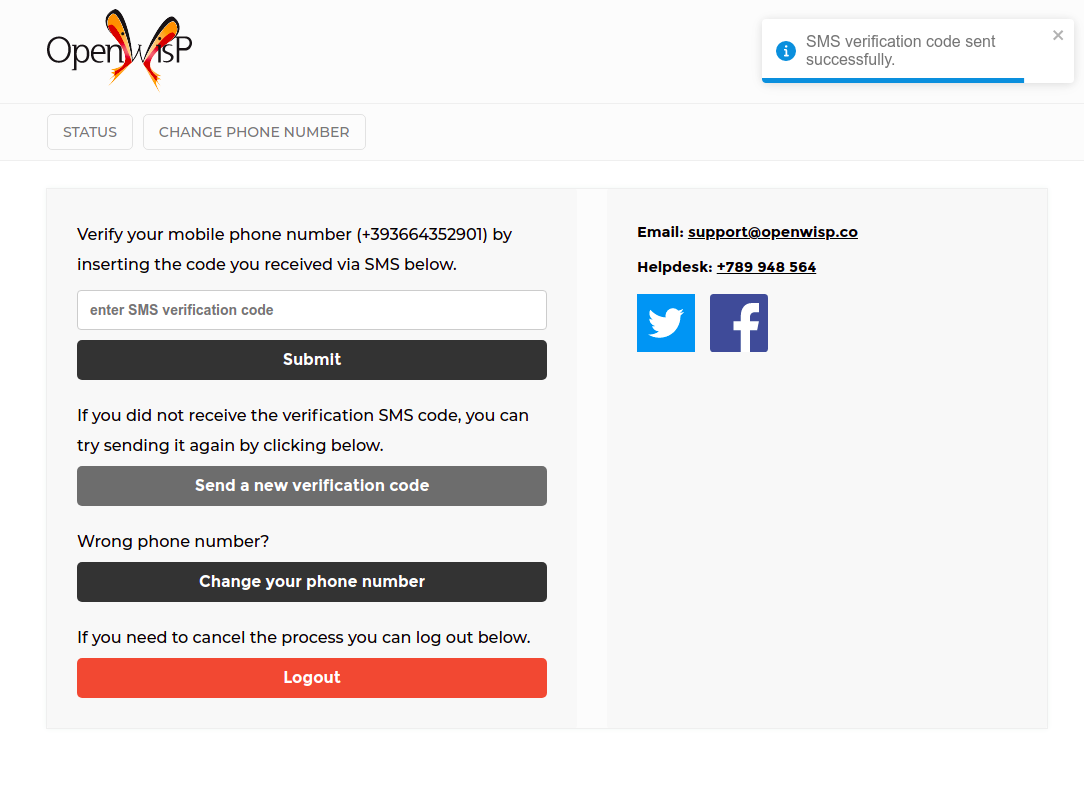 OpenWisP
SMS verification code sent
successfully.
STATUS
CHANGE PHONE NUMBER
Verify your mobile phone number (+393664352901) by
inserting the code you received via SMS below.
enter SMS verification code
Submit
If you did not receive the verification SMS code, you can
try sending it again by clicking below.
Send a new verification code
Wrong phone number?
Change your phone number
If you need to cancel the process you can log out below.
Logout
Email: support@openwisp.co
Helpdesk: +789 948 564